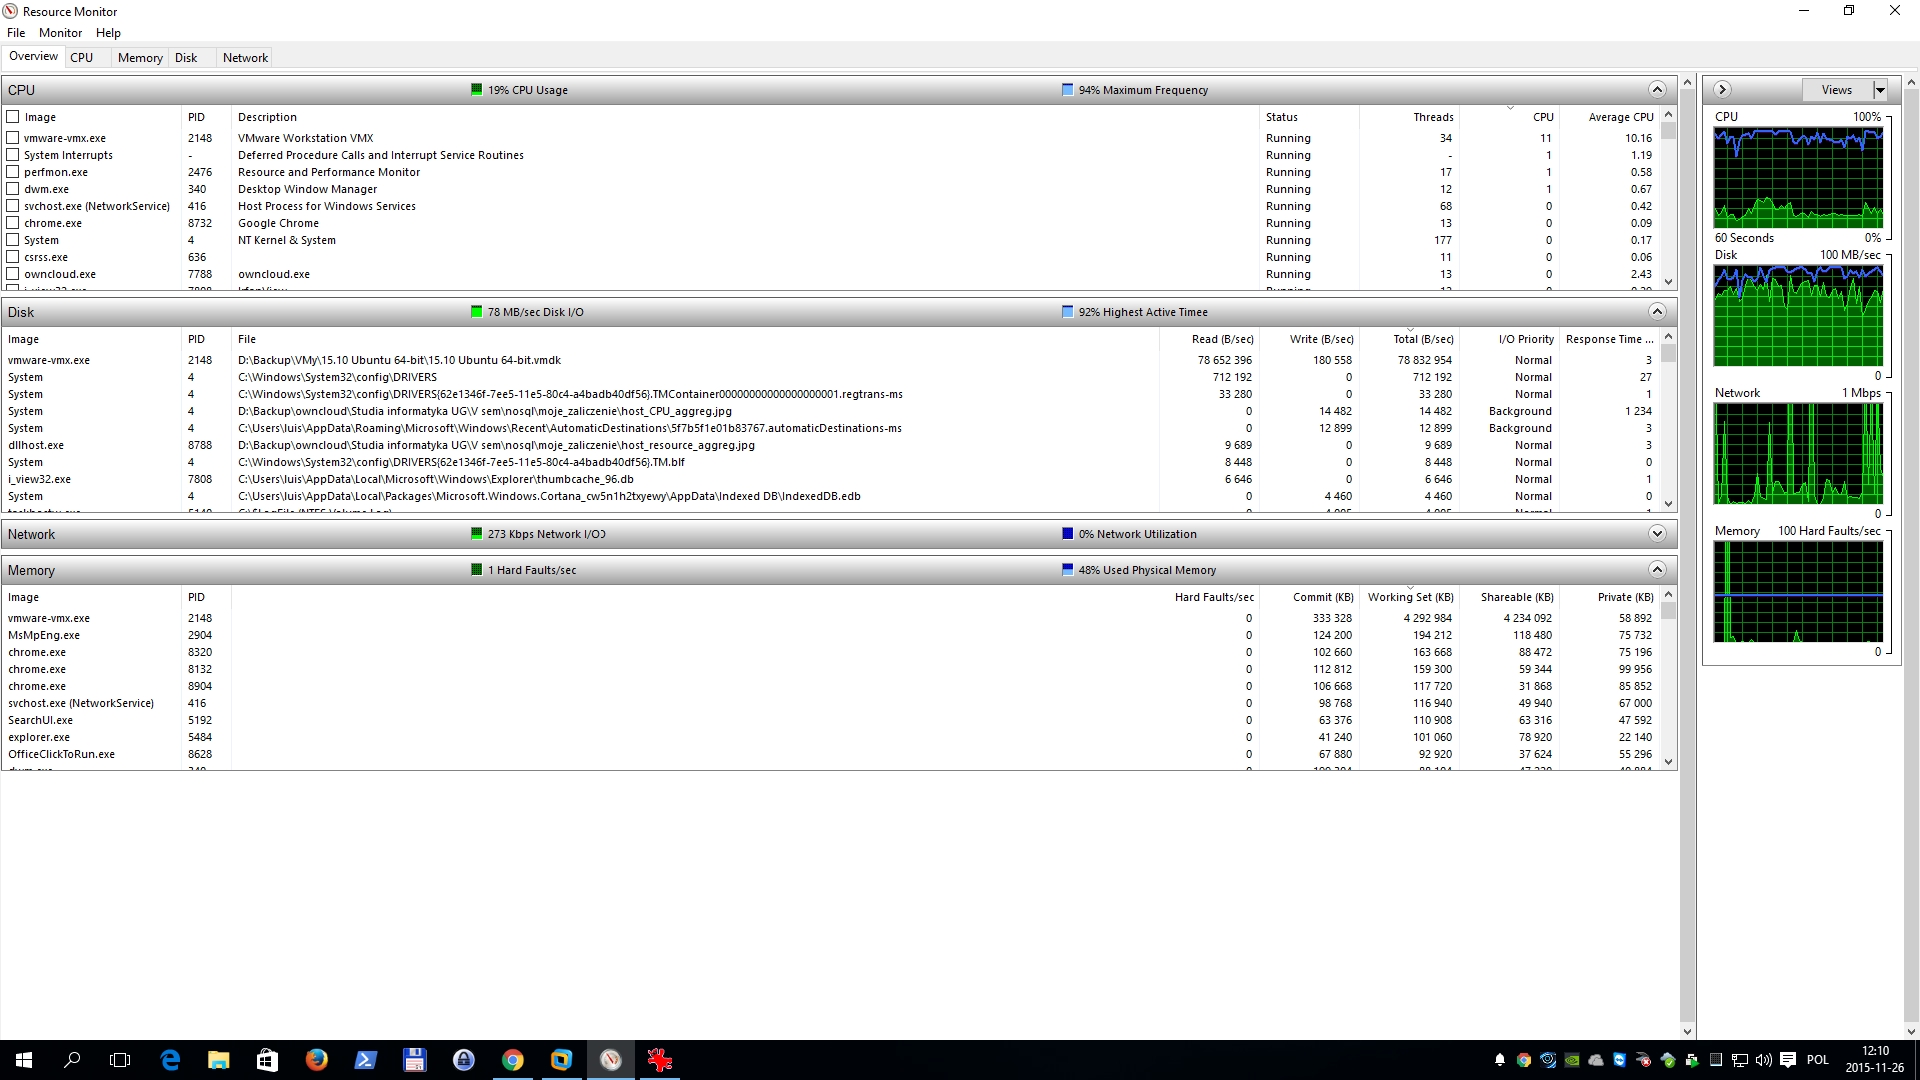 Resource Monitor
File Monitor Help
Overview CPU Memory Disk Network
CPU 19% CPU Usage 94% Maximum Frequency
Image PID Description Status Threads CPU Average CPU
vmware-vmx.exe 2148 VMware Workstation VMX Running 34 11 10.16
System Interrupts - Deferred Procedure Calls and Interrupt Service Routines Running - 1 1.19
perfmon.exe 2476 Resource and Performance Monitor Running 17 1 0.58
dwm.exe 340 Desktop Window Manager Running 12 1 0.67
svchost.exe (NetworkService) 416 Host Process for Windows Services Running 68 0 0.42
chrome.exe 8732 Google Chrome Running 13 0 0.09
System 4 NT Kernel & System Running 177 0 0.17
csrss.exe 636 Running 11 0 0.06
owncloud.exe 7788 owncloud.exe Running 13 0 2.43
Disk 78 MB/sec Disk I/O 92% Highest Active Timee
Image PID File Read (B/sec) Write (B/sec) Total (B/sec) I/O Priority Response Time ...
vmware-vmx.exe 2148 D:\Backup\VMy\15.10 Ubuntu 64-bit\15.10 Ubuntu 64-bit.vmdk 78 652 396 180 558 78 832 954 Normal 3
System 4 C:\Windows\System32\config\DRIVERS 712 192 0 712 192 Normal 27
System 4 C:\Windows\System32\config\DRIVERS{62e1346f-7ee5-11e5-80c4-a4badb40df56}.TMContainer00000000000000000001.regtrans-ms 33 280 0 33 280 Normal 1
System 4 D:\Backup\owncloud\Studia informatyka UG\V sem\nosql\moje_zaliczenie\host_CPU_aggreg.jpg 0 14 482 14 482 Background 1 234
System 4 C:\Users\luis\AppData\Roaming\Microsoft\Windows\Recent\AutomaticDestinations\5f7b5f1e01b83767.automaticDestinations-ms 0 12 899 12 899 Background 3
dllhost.exe 8788 D:\Backup\owncloud\Studia informatyka UG\V sem\nosql\moje_zaliczenie\host_resource_aggreg.jpg 9 689 0 9 689 Normal 3
System 4 C:\Windows\System32\config\DRIVERS{62e1346f-7ee5-11e5-80c4-a4badb40df56}.TM.blf 8 448 0 8 448 Normal 0
i_view32.exe 7808 C:\Users\luis\AppData\Local\Microsoft\Windows\Explorer\thumbcache_96.db 6 646 0 6 646 Normal 1
System 4 C:\Users\luis\AppData\Local\Packages\Microsoft.Windows.Cortana_cw5n1h2txyewy\AppData\Indexed DB\IndexedDB.edb 0 4 460 4 460 Normal 0
Network 273 Kbps Network I/O) 0% Network Utilization
Memory 1 Hard Faults/sec 48% Used Physical Memory
Image PID Hard Faults/sec Commit (KB) Working Set (KB) Shareable (KB) Private (KB)
vmware-vmx.exe 2148 0 333 328 4 292 984 4 234 092 58 892
MsMpEng.exe 2904 0 124 200 194 212 118 480 75 732
chrome.exe 8320 0 102 660 163 668 88 472 75 196
chrome.exe 8132 0 112 812 159 300 59 344 99 956
chrome.exe 8904 0 106 668 117 720 31 868 85 852
svchost.exe (NetworkService) 416 0 98 768 116 940 49 940 67 000
SearchUI.exe 5192 0 63 376 110 908 63 316 47 592
explorer.exe 5484 0 41 240 101 060 78 920 22 140
OfficeClickToRun.exe 8628 0 67 880 92 920 37 624 55 296
Views
CPU 100%
60 Seconds 0%
Disk 100 MB/sec
0
Network 1 Mbps
0
Memory 100 Hard Faults/sec
0
POL
12:10
2015-11-26